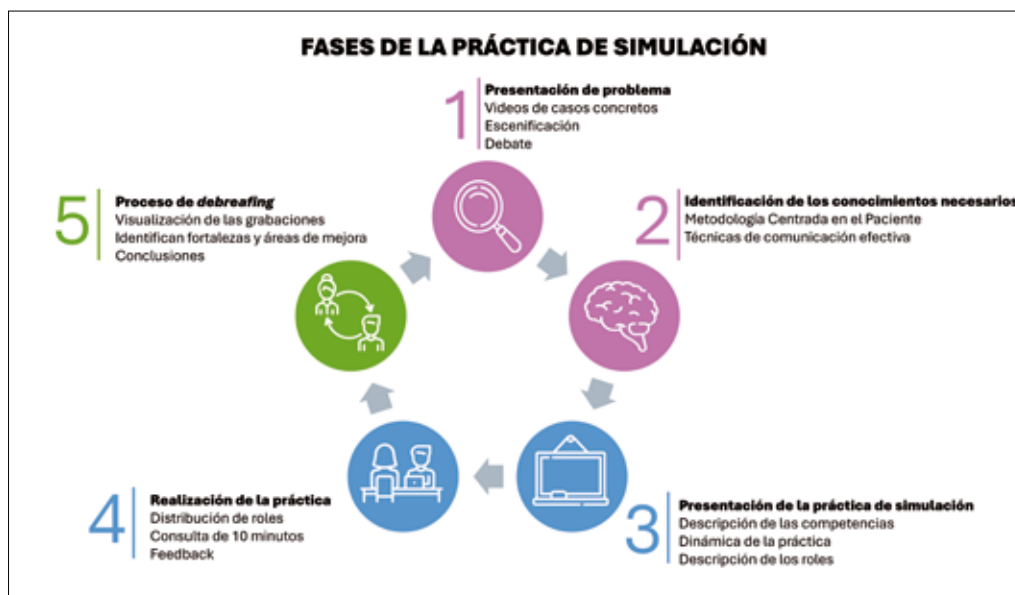 FASES DE LA PRÁCTICA DE SIMULACIÓN
1
Presentación de problema
Videos de casos concretos
Escenificación
Debate
2
Identificación de los conocimientos necesarios
Metodología Centrada en el Paciente
Técnicas de comunicación efectiva
3
Presentación de la práctica de simulación
Descripción de las competencias
Dinámica de la práctica
Descripción de los roles
4
Realización de la práctica
Distribución de roles
Consulta de 10 minutos
Feedback
5
Proceso de debreafing
Visualización de las grabaciones
Identifican fortalezas y áreas de mejora
Conclusiones